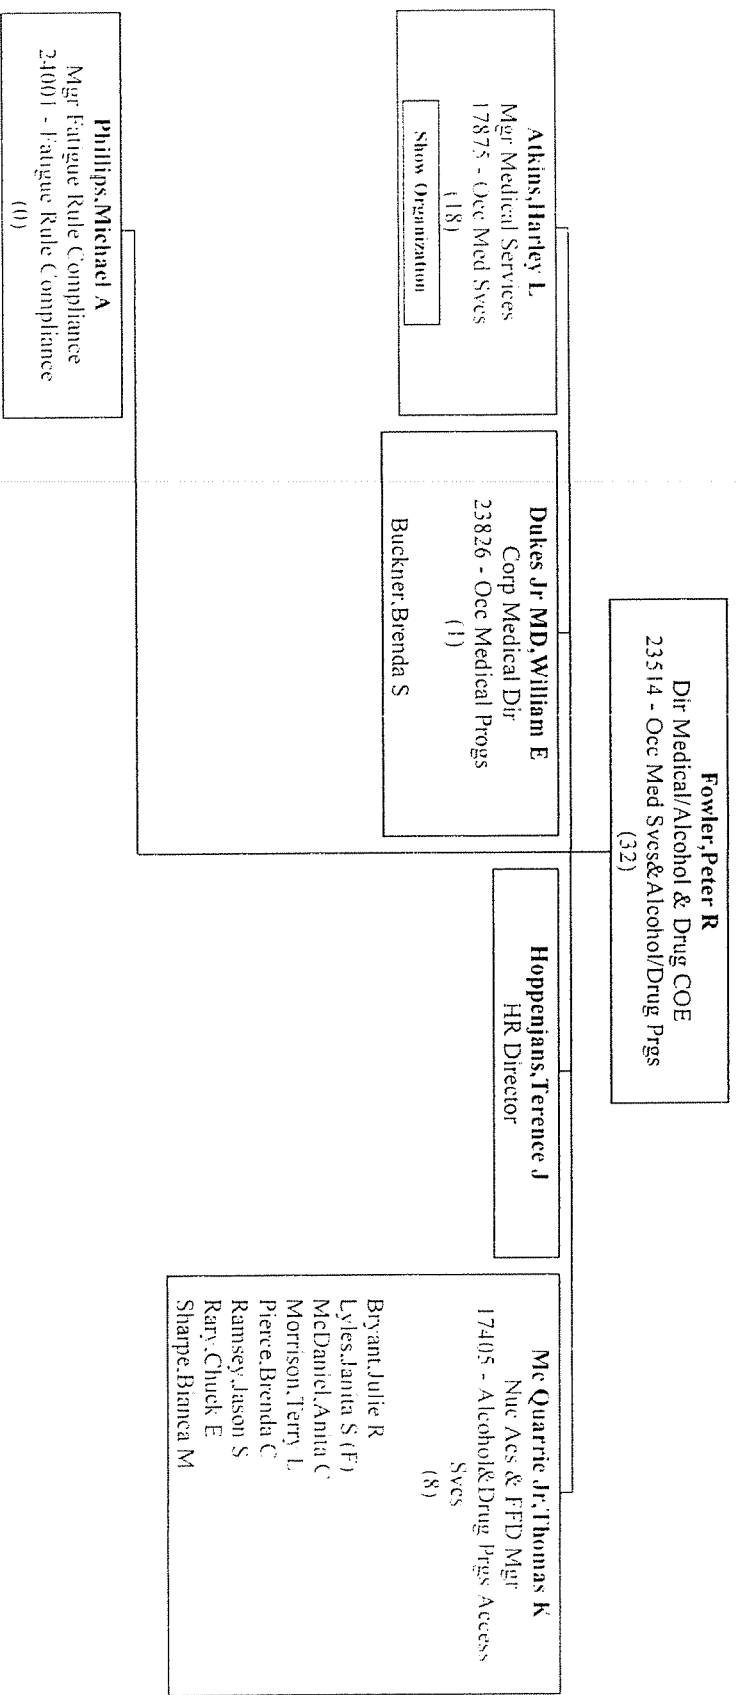 Fowler,Peter R
Dir Medical/Alcohol & Drug COE
23514 - Occ Med Svcs&Alcohol/Drug Prgs
(32)
Atkins,Harley L
Mgr Medical Services
17875 - Occ Med Svcs
(18)
Show Organization
Dukes Jr MD,William E
Corp Medical Dir
23826 - Occ Medical Progs
(1)
Buckner,Brenda S
Hoppenjans,Terence J
HR Director
Mc Quarrie Jr,Thomas K
Nuc Acs & FFD Mgr
17405 - Alcohol&Drug Prgs Access
Svcs
(8)
Bryant,Julie R
Lyles,Janita S (F)
McDaniel,Anita C
Morrison,Terry L
Pierce,Brenda C
Ramsey,Jason S
Rary,Chuck E
Sharpe,Bianca M
Phillips,Michael A
Mgr Fatigue Rule Compliance
24001 - Fatigue Rule Compliance
(0)